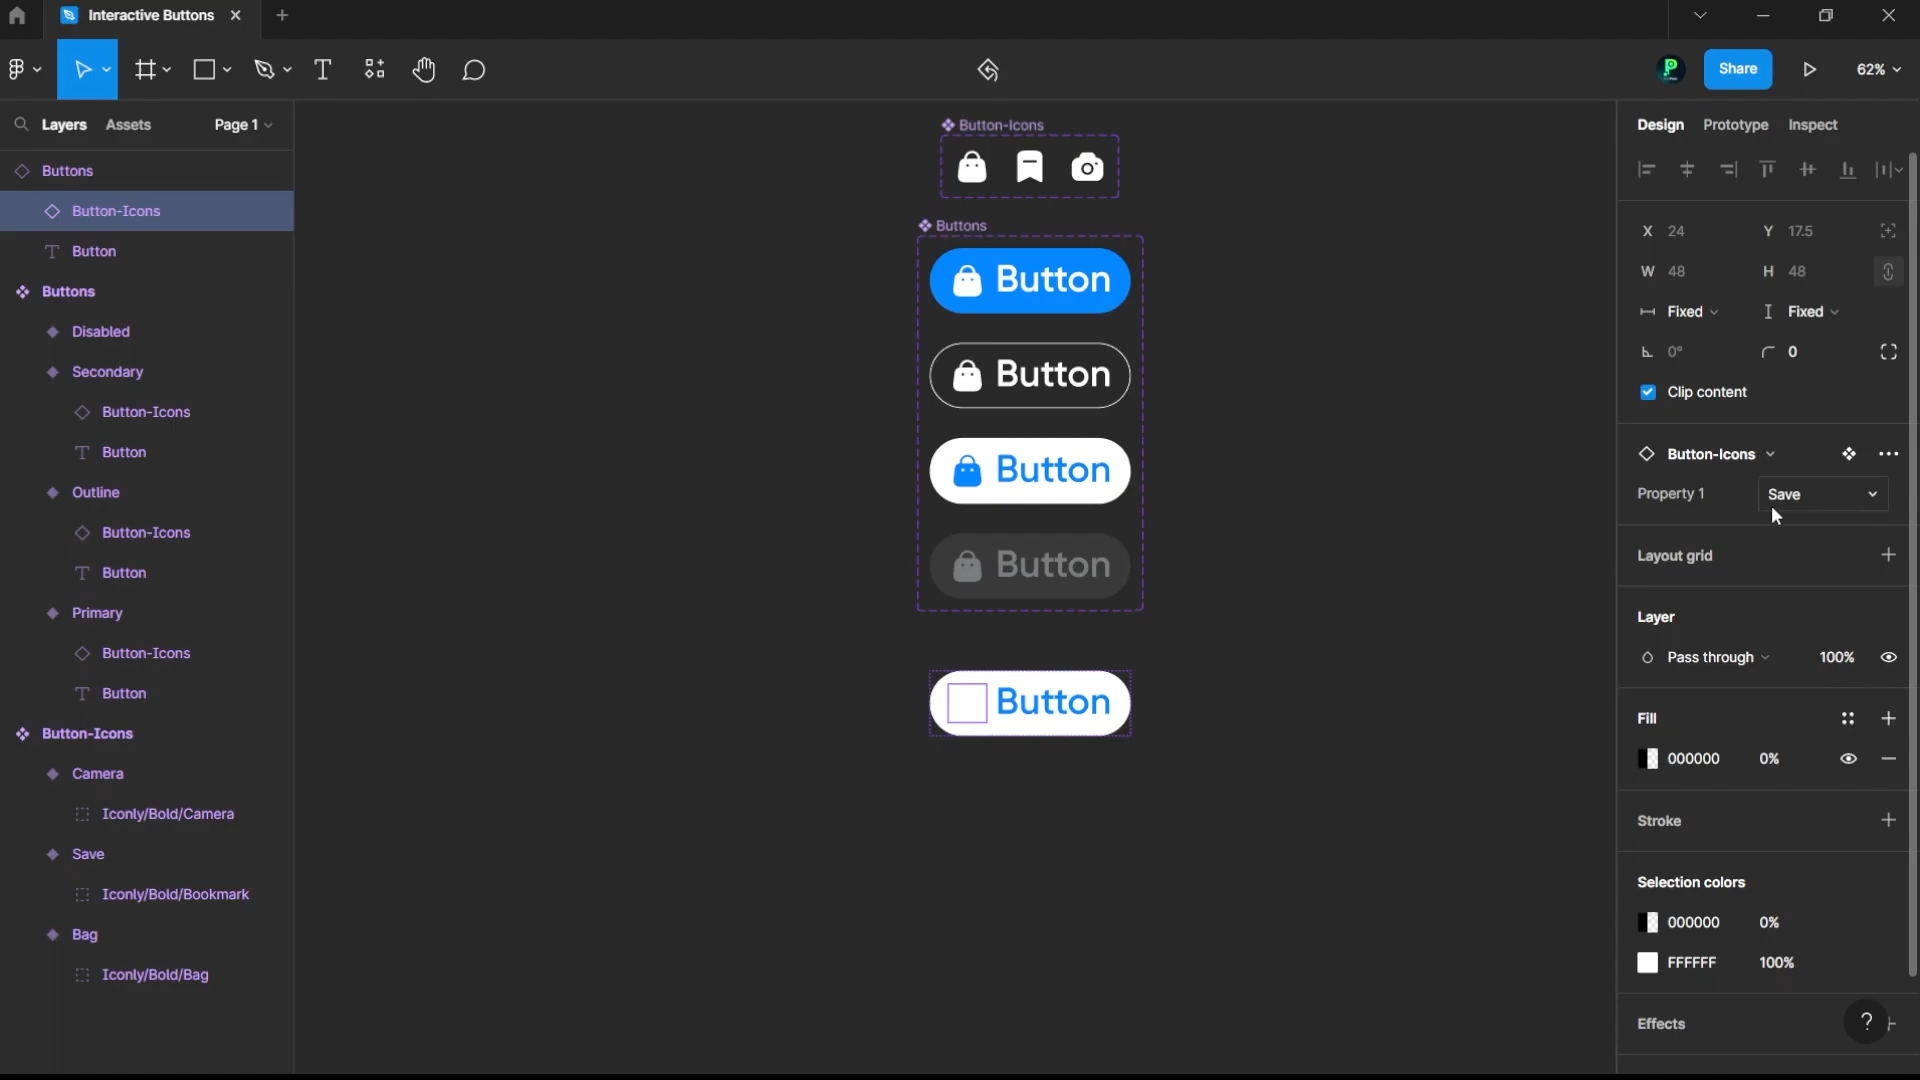 Interactive Buttons
Share
62%
Layers
Assets
Page 1
Buttons
Button-Icons
Button
Buttons
Disabled
Secondary
Button-Icons
Button
Outline
Button-Icons
Button
Primary
Button-Icons
Button
Button-Icons
Camera
Iconly/Bold/Camera
Save
Iconly/Bold/Bookmark
Bag
Iconly/Bold/Bag
Button-Icons
Buttons
Button
Button
Button
Button
Button
Design Prototype Inspect
X 24 Y 17.5
W 48 H 48
Fixed Fixed
0° 0
Clip content
Button-Icons
Property 1 Save
Layout grid
Layer
Pass through 100%
Fill
000000 0%
Stroke
Selection colors
000000 0%
FFFFFF 100%
Effects
?